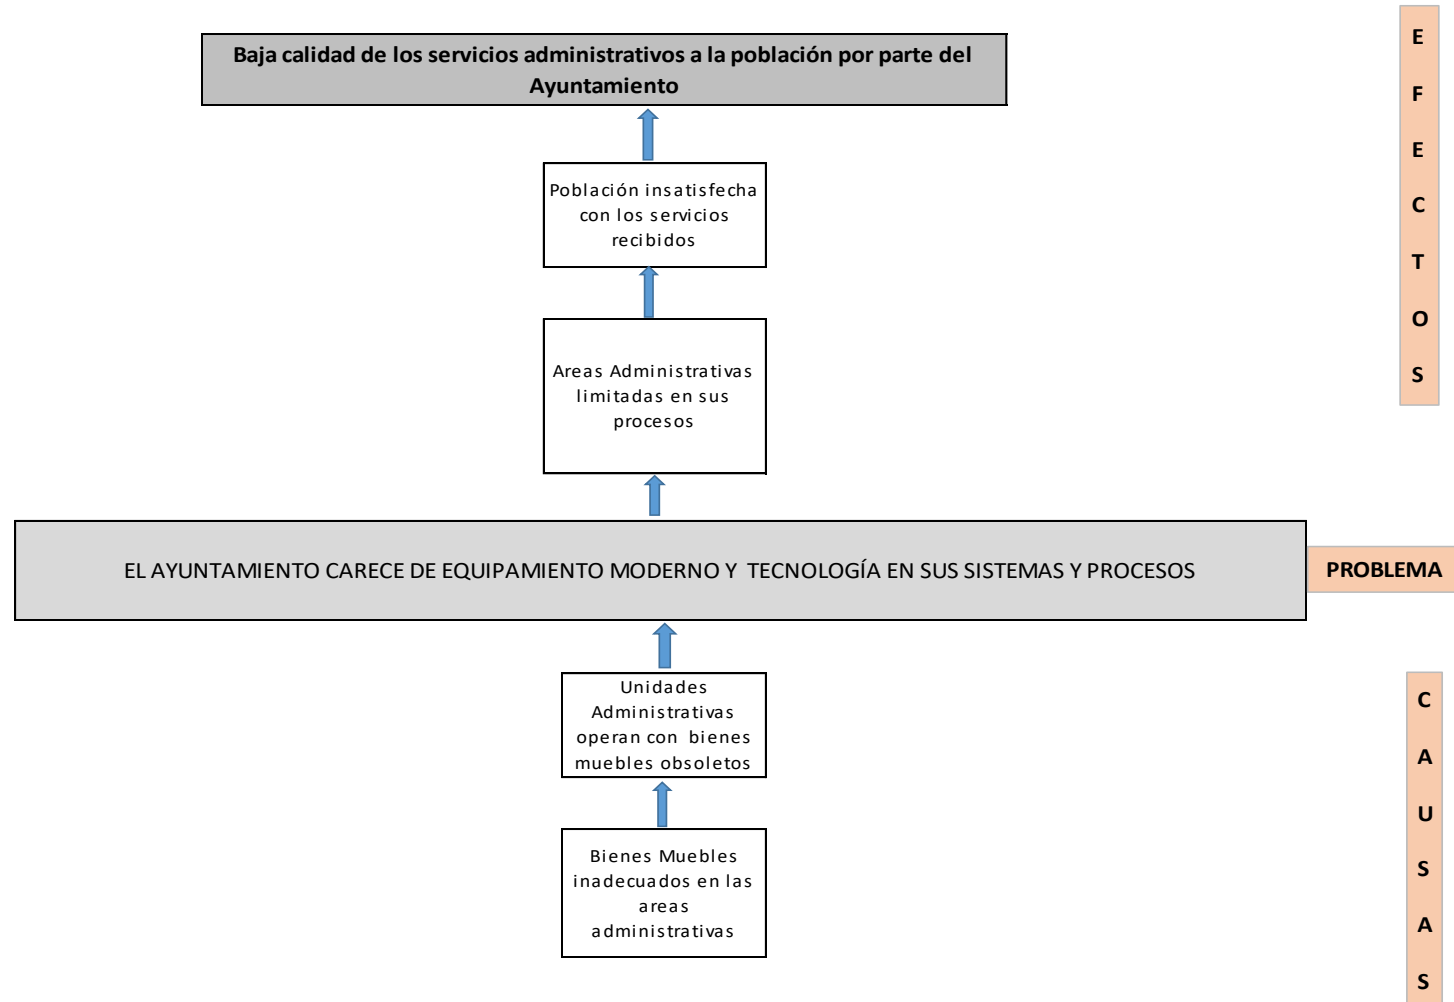 Baja calidad de los servicios administrativos a la población por parte del
Ayuntamiento
E
F
E
C
T
O
S
Población insatisfecha
con los servicios
recibidos
Areas Administrativas
limitadas en sus
procesos
EL AYUNTAMIENTO CARECE DE EQUIPAMIENTO MODERNO Y  TECNOLOGÍA EN SUS SISTEMAS Y PROCESOS
PROBLEMA
Unidades
Administrativas
operan con  bienes
muebles obsoletos
Bienes Muebles
inadecuados en las
areas
administrativas
C
A
U
S
A
S